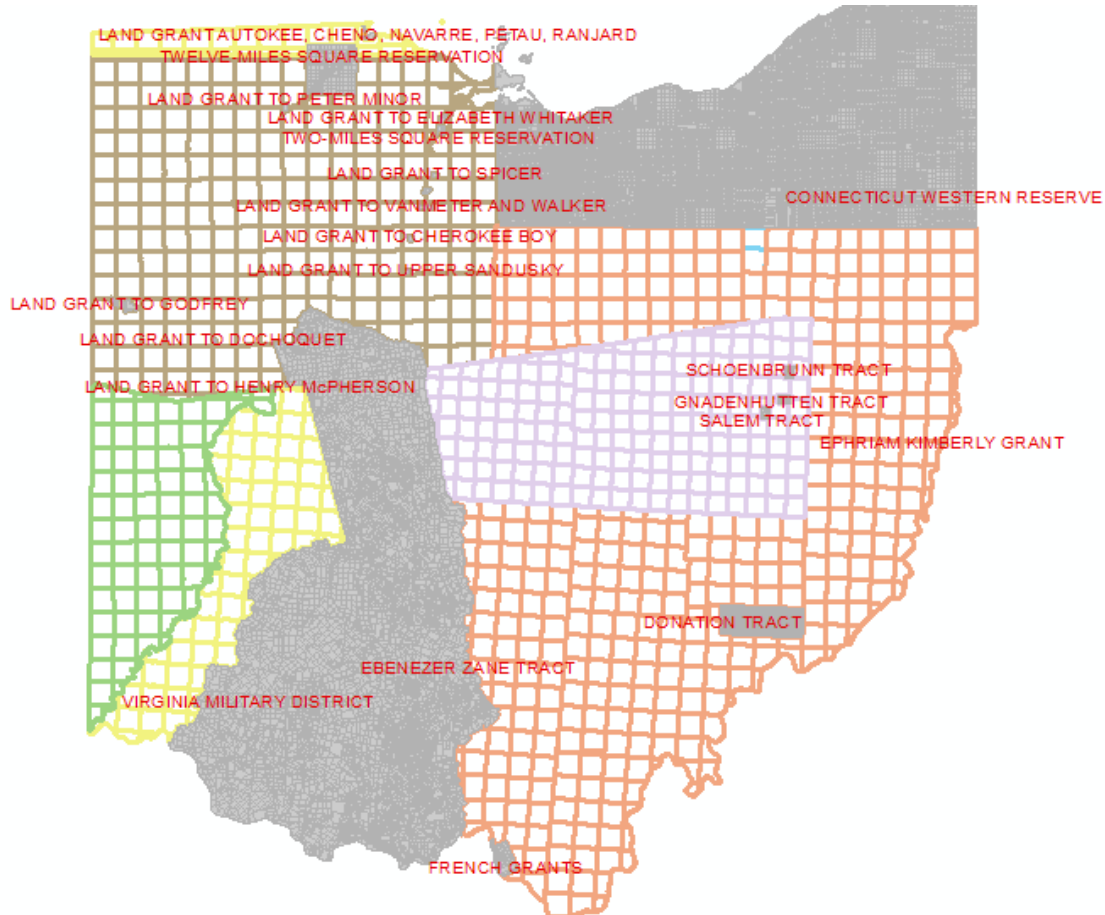 LAND GRANT AUTOKEE, CHENO, NAVARRE, PETAU, RANJARD
TWELVE-MILES SQUARE RESERVATION
LAND GRANT TO PETER MINOR
LAND GRANT TO ELIZABETH WHITAKER
TWO-MILES SQUARE RESERVATION
LAND GRANT TO SPICER
CONNECTICUT WESTERN RESERVE
LAND GRANT TO VANMETER AND WALKER
LAND GRANT TO CHEROKEE BOY
LAND GRANT TO UPPER SANDUSKY
LAND GRANT TO GODFREY
LAND GRANT TO DOCHOQUET
SCHOENBRUNN TRACT
LAND GRANT TO HENRY McPHERSON
GNADENHUTTEN TRACT
SALEM TRACT
EPHRIAM KIMBERLY GRANT
DONATION TRACT
EBENEZER ZANE TRACT
VIRGINIA MILITARY DISTRICT
FRENCH GRANTS